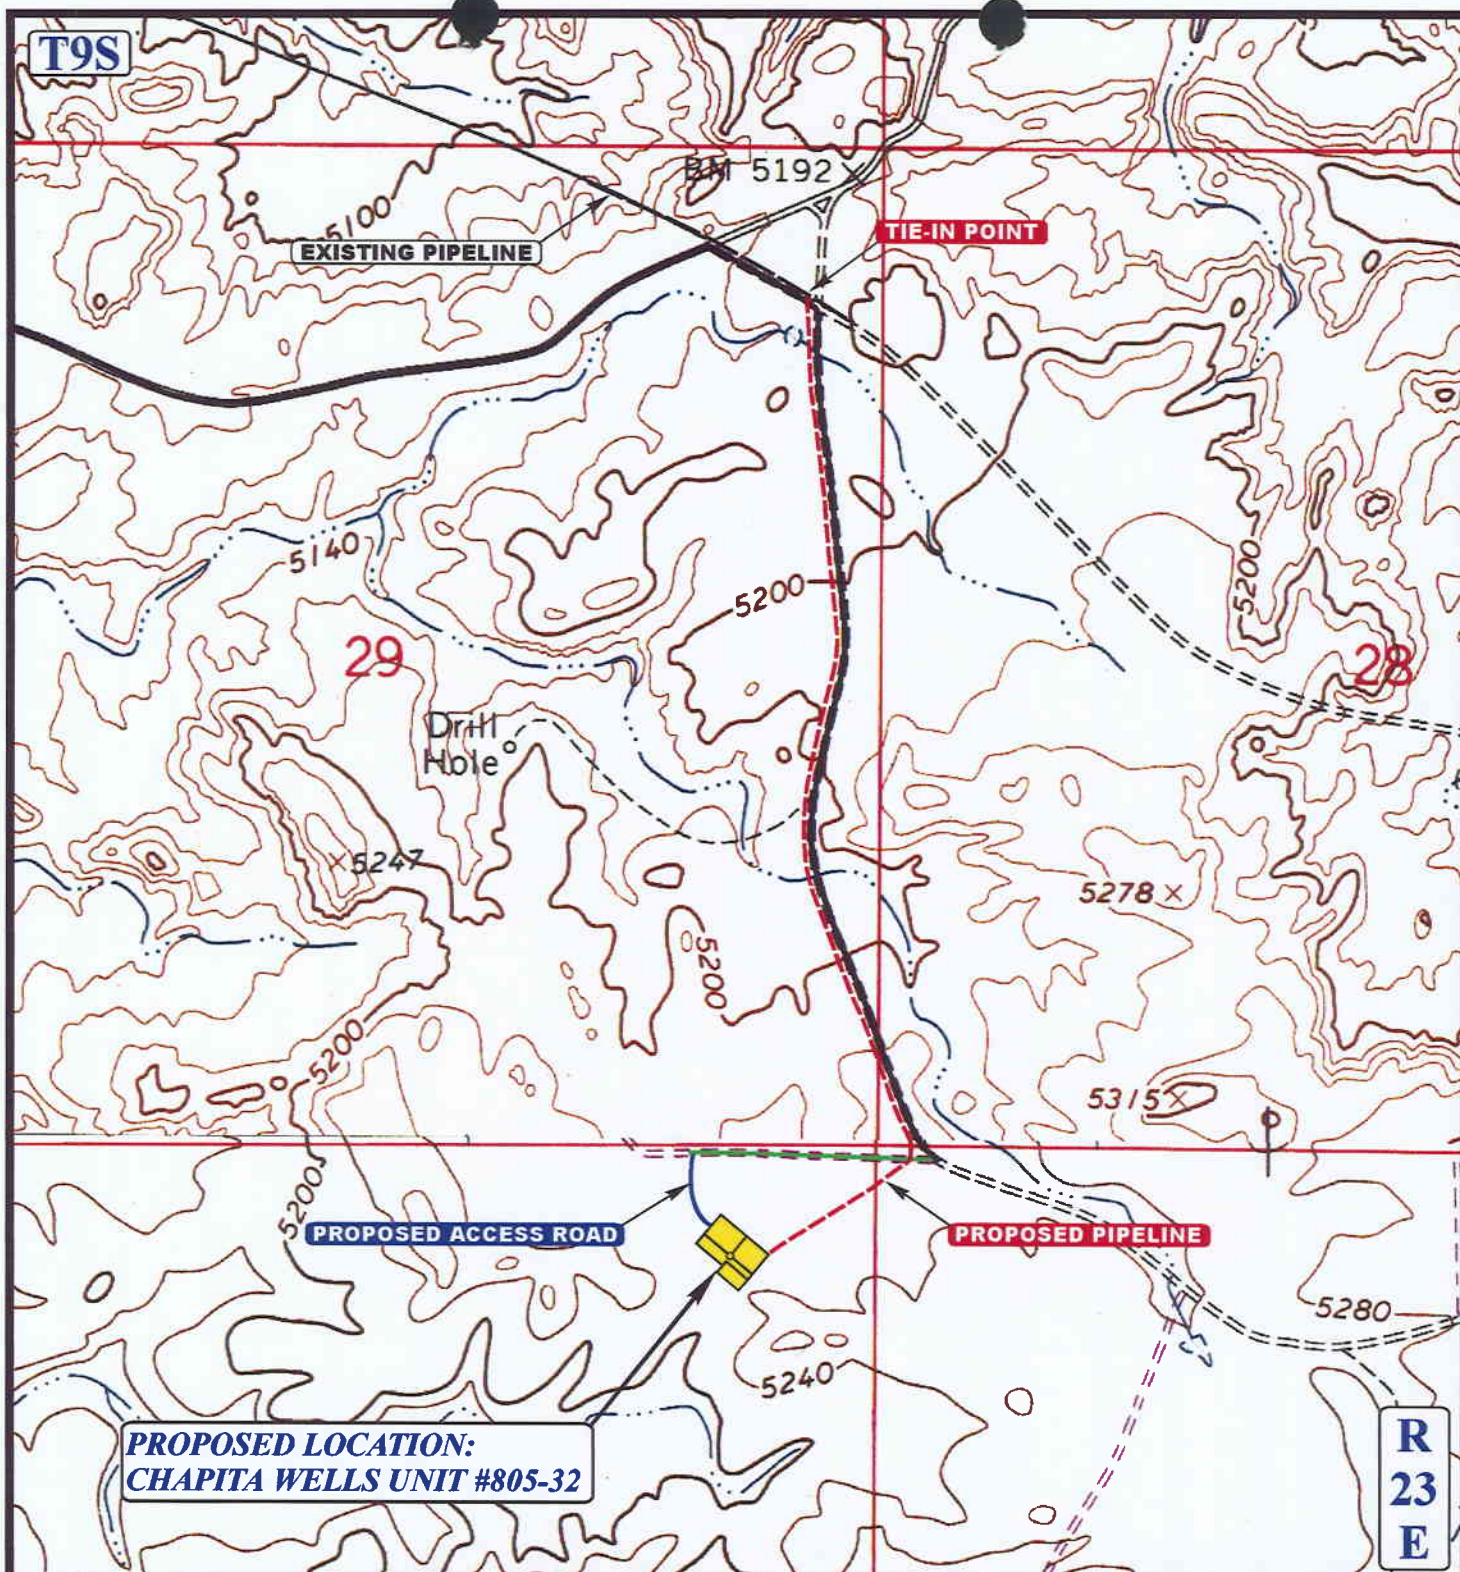 T9S
BM 5192
5100
TIE-IN POINT
EXISTING PIPELINE
5140
5200
5200
29
28
Drill
Hole
5247
5278
5200
5200
5315
5200
PROPOSED ACCESS ROAD
PROPOSED PIPELINE
5280
5240
PROPOSED LOCATION:
CHAPITA WELLS UNIT #805-32
R
23
E